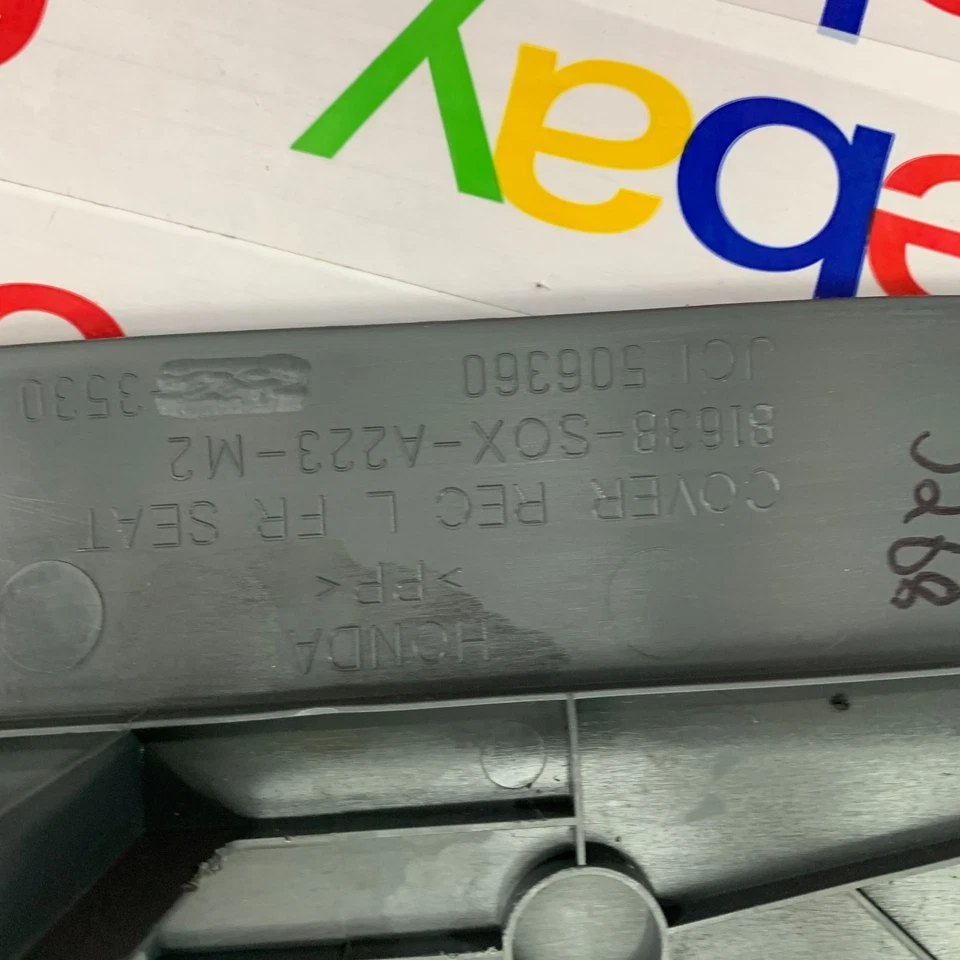 HONDA
>PP<
COVER REC L FR SEAT
81638-SOX-A223-M2
JCI 506360 -3530
ebay